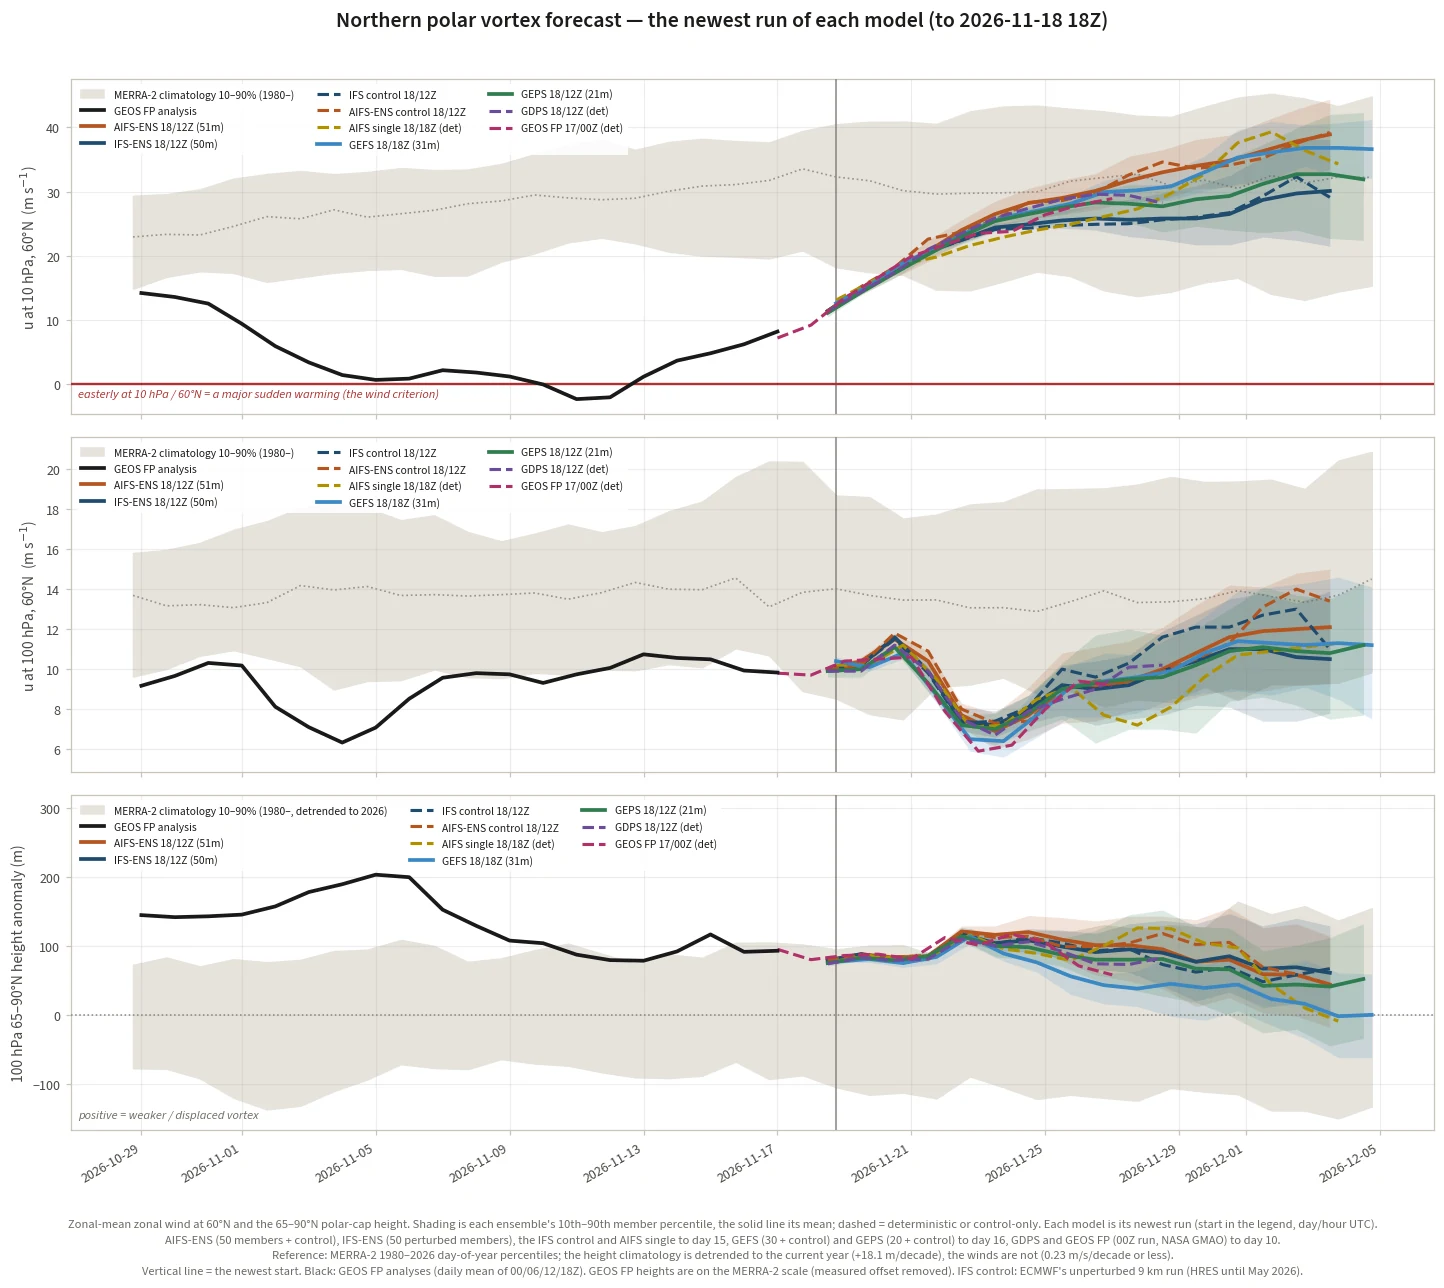 Northern polar vortex forecast — the newest run of each model (to 2026-11-18 18Z)
u at 10 hPa, 60°N (m s⁻¹)
MERRA-2 climatology 10–90% (1980–)
GEOS FP analysis
AIFS-ENS 18/12Z (51m)
IFS-ENS 18/12Z (50m)
IFS control 18/12Z
AIFS-ENS control 18/12Z
AIFS single 18/18Z (det)
GEFS 18/18Z (31m)
GEPS 18/12Z (21m)
GDPS 18/12Z (det)
GEOS FP 17/00Z (det)
40
30
20
10
0
easterly at 10 hPa / 60°N = a major sudden warming (the wind criterion)
u at 100 hPa, 60°N (m s⁻¹)
MERRA-2 climatology 10–90% (1980–)
GEOS FP analysis
AIFS-ENS 18/12Z (51m)
IFS-ENS 18/12Z (50m)
IFS control 18/12Z
AIFS-ENS control 18/12Z
AIFS single 18/18Z (det)
GEFS 18/18Z (31m)
GEPS 18/12Z (21m)
GDPS 18/12Z (det)
GEOS FP 17/00Z (det)
20
18
16
14
12
10
8
6
100 hPa 65–90°N height anomaly (m)
MERRA-2 climatology 10–90% (1980–, detrended to 2026)
GEOS FP analysis
AIFS-ENS 18/12Z (51m)
IFS-ENS 18/12Z (50m)
IFS control 18/12Z
AIFS-ENS control 18/12Z
AIFS single 18/18Z (det)
GEFS 18/18Z (31m)
GEPS 18/12Z (21m)
GDPS 18/12Z (det)
GEOS FP 17/00Z (det)
300
200
100
0
−100
positive = weaker / displaced vortex
2026-10-29
2026-11-01
2026-11-05
2026-11-09
2026-11-13
2026-11-17
2026-11-21
2026-11-25
2026-11-29
2026-12-01
2026-12-05
Zonal-mean zonal wind at 60°N and the 65–90°N polar-cap height. Shading is each ensemble's 10th–90th member percentile, the solid line its mean; dashed = deterministic or control-only. Each model is its newest run (start in the legend, day/hour UTC).
AIFS-ENS (50 members + control), IFS-ENS (50 perturbed members), the IFS control and AIFS single to day 15, GEFS (30 + control) and GEPS (20 + control) to day 16, GDPS and GEOS FP (00Z run, NASA GMAO) to day 10.
Reference: MERRA-2 1980–2026 day-of-year percentiles; the height climatology is detrended to the current year (+18.1 m/decade), the winds are not (0.23 m/s/decade or less).
Vertical line = the newest start. Black: GEOS FP analyses (daily mean of 00/06/12/18Z). GEOS FP heights are on the MERRA-2 scale (measured offset removed). IFS control: ECMWF's unperturbed 9 km run (HRES until May 2026).